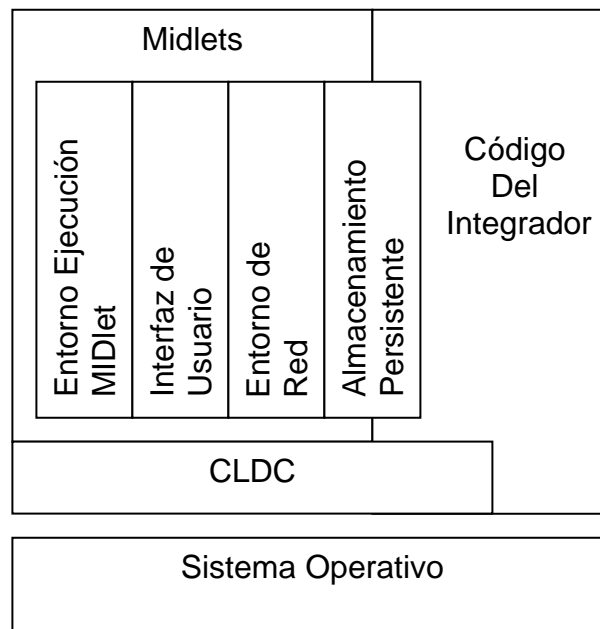 Midlets
Entorno Ejecución
MIDlet
Interfaz de
Usuario
Entorno de
Red
Almacenamiento
Persistente
Código
Del
Integrador
CLDC
Sistema Operativo